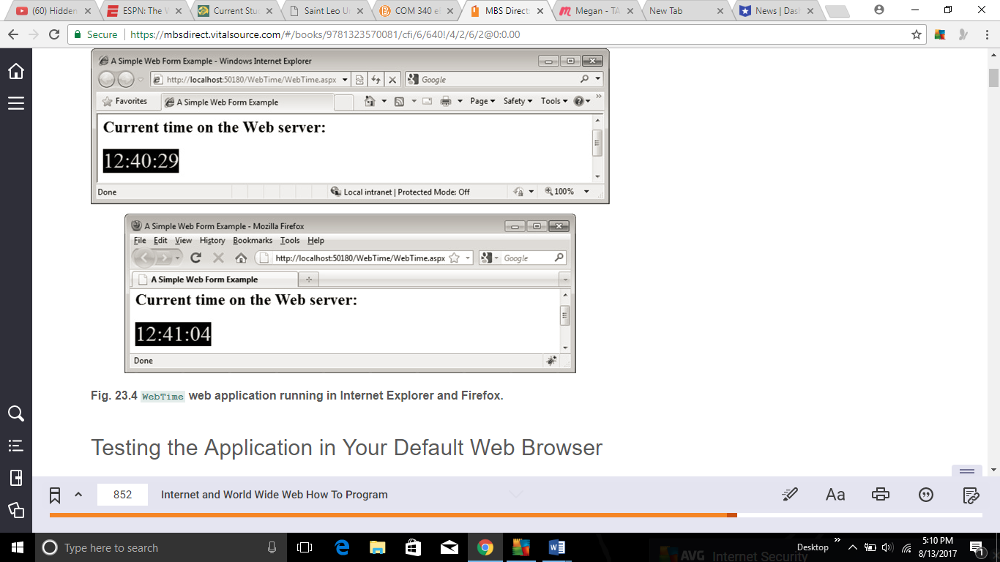 (60) Hidden
ESPN: The W
Current Stu
Saint Leo U
COM 340 e
MBS Direct
Megan - TA
New Tab
News | Das
Secure
https://mbsdirect.vitalsource.com/#/books/9781323570081/cfi/6/640!/4/2/6/2@0:0.00
A Simple Web Form Example - Windows Internet Explorer
http://localhost:50180/WebTime/WebTime.aspx
Google
Favorites
A Simple Web Form Example
Page
Safety
Tools
Current time on the Web server:
12:40:29
Done
Local intranet | Protected Mode: Off
100%
A Simple Web Form Example - Mozilla Firefox
File Edit View History Bookmarks Tools Help
http://localhost:50180/WebTime/WebTime.aspx
Google
A Simple Web Form Example
Current time on the Web server:
12:41:04
Done
Fig. 23.4 WebTime web application running in Internet Explorer and Firefox.
Testing the Application in Your Default Web Browser
852
Internet and World Wide Web How To Program
Aa
Type here to search
Desktop
AVG Internet Security
5:10 PM
8/13/2017
1